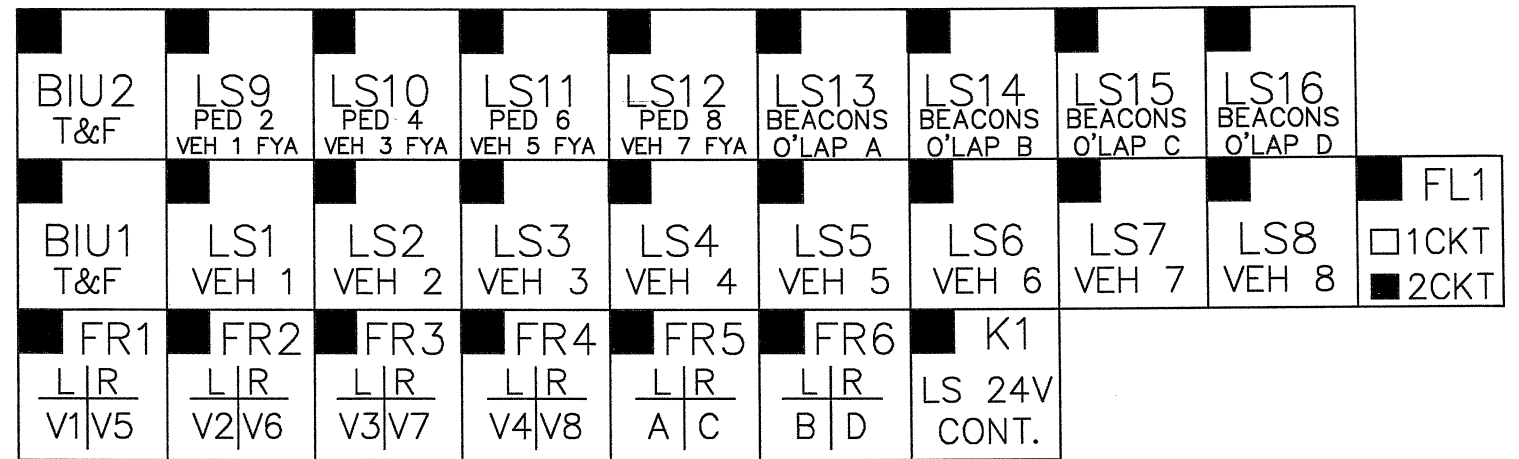 BIU2
T&F
LS9
PED 2
VEH 1 FYA
LS10
PED 4
VEH 3 FYA
LS11
PED 6
VEH 5 FYA
LS12
PED 8
VEH 7 FYA
LS13
BEACONS
O'LAP A
LS14
BEACONS
O'LAP B
LS15
BEACONS
O'LAP C
LS16
BEACONS
O'LAP D
BIU1
T&F
LS1
VEH 1
LS2
VEH 2
LS3
VEH 3
LS4
VEH 4
LS5
VEH 5
LS6
VEH 6
LS7
VEH 7
LS8
VEH 8
FL1
1CKT
2CKT
FR1
L R
V1 V5
FR2
L R
V2 V6
FR3
L R
V3 V7
FR4
L R
V4 V8
FR5
L R
A C
FR6
L R
B D
K1
LS 24V
CONT.